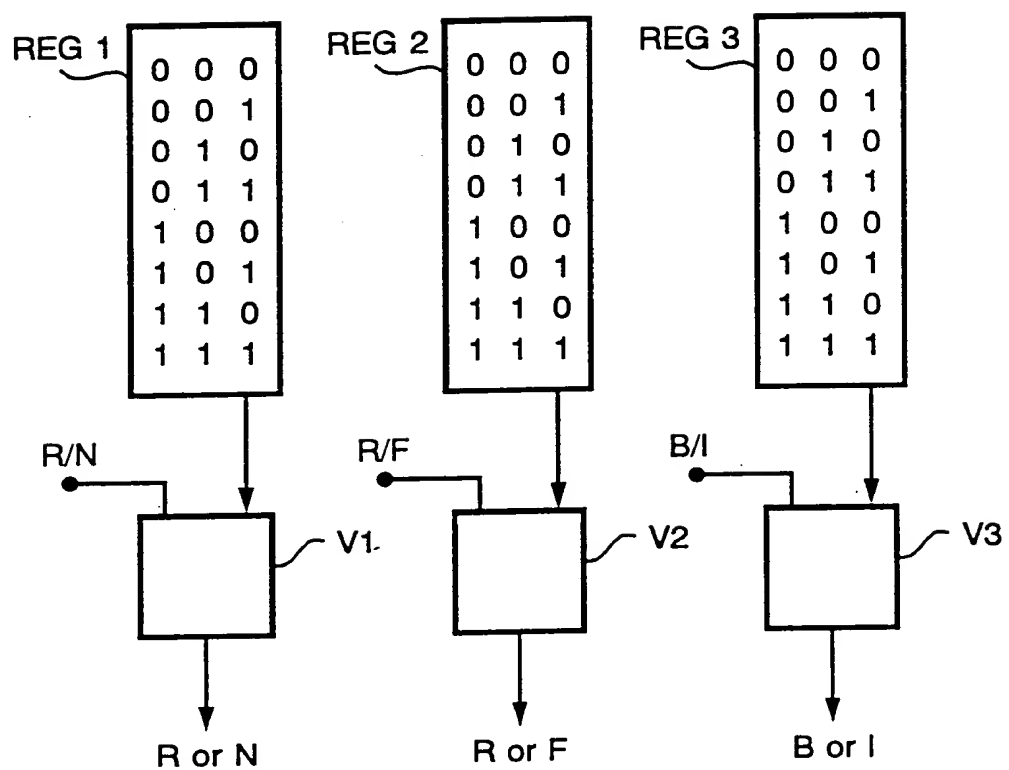 REG 1
0 0 0
0 0 1
0 1 0
0 1 1
1 0 0
1 0 1
1 1 0
1 1 1
REG 2
0 0 0
0 0 1
0 1 0
0 1 1
1 0 0
1 0 1
1 1 0
1 1 1
REG 3
0 0 0
0 0 1
0 1 0
0 1 1
1 0 0
1 0 1
1 1 0
1 1 1
R/N
V1
R or N
R/F
V2
R or F
B/I
V3
B or I